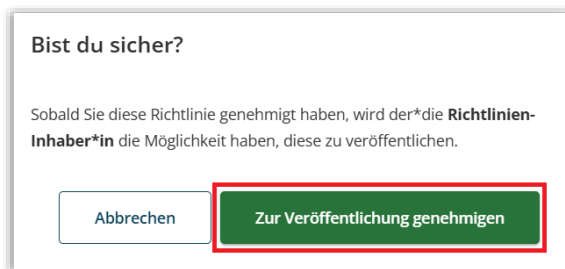 Bist du sicher?
Sobald Sie diese Richtlinie genehmigt haben, wird der*die Richtlinien-
Inhaber*in die Möglichkeit haben, diese zu veröffentlichen.
Abbrechen
Zur Veröffentlichung genehmigen